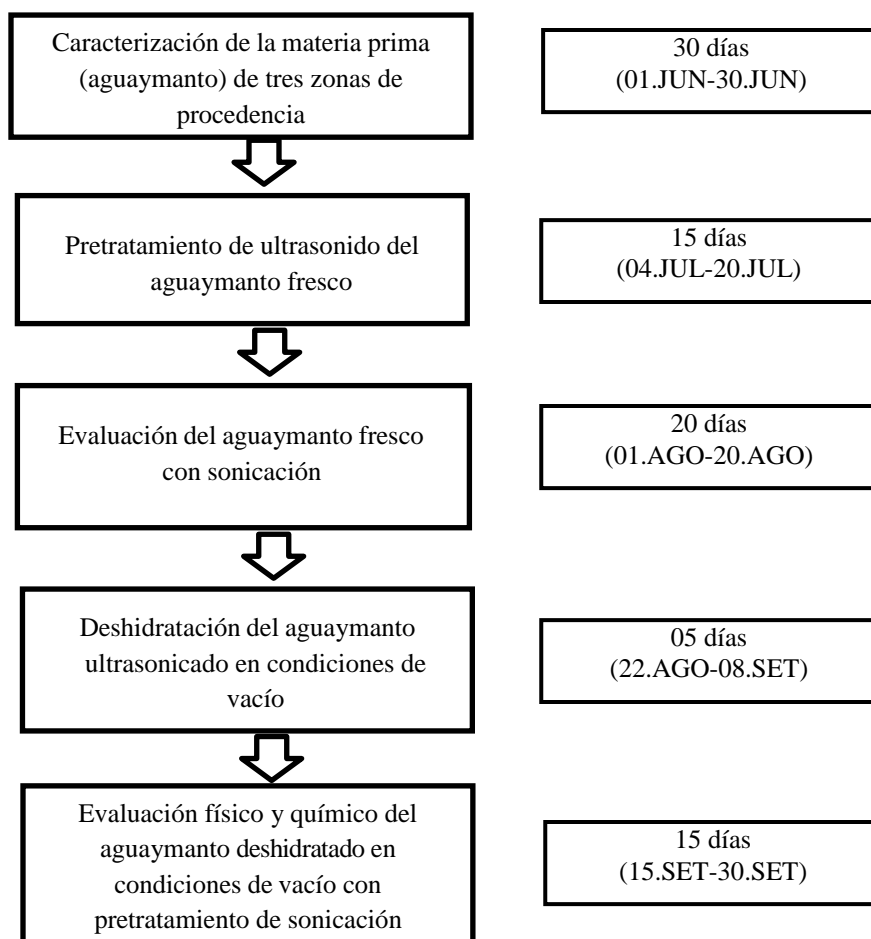 Caracterización de la materia prima
(aguaymanto) de tres zonas de
procedencia
30 días
(01.JUN-30.JUN)
Pretratamiento de ultrasonido del
aguaymanto fresco
15 días
(04.JUL-20.JUL)
Evaluación del aguaymanto fresco
con sonicación
20 días
(01.AGO-20.AGO)
Deshidratación del aguaymanto
ultrasonicado en condiciones de
vacío
05 días
(22.AGO-08.SET)
Evaluación físico y químico del
aguaymanto deshidratado en
condiciones de vacío con
pretratamiento de sonicación
15 días
(15.SET-30.SET)